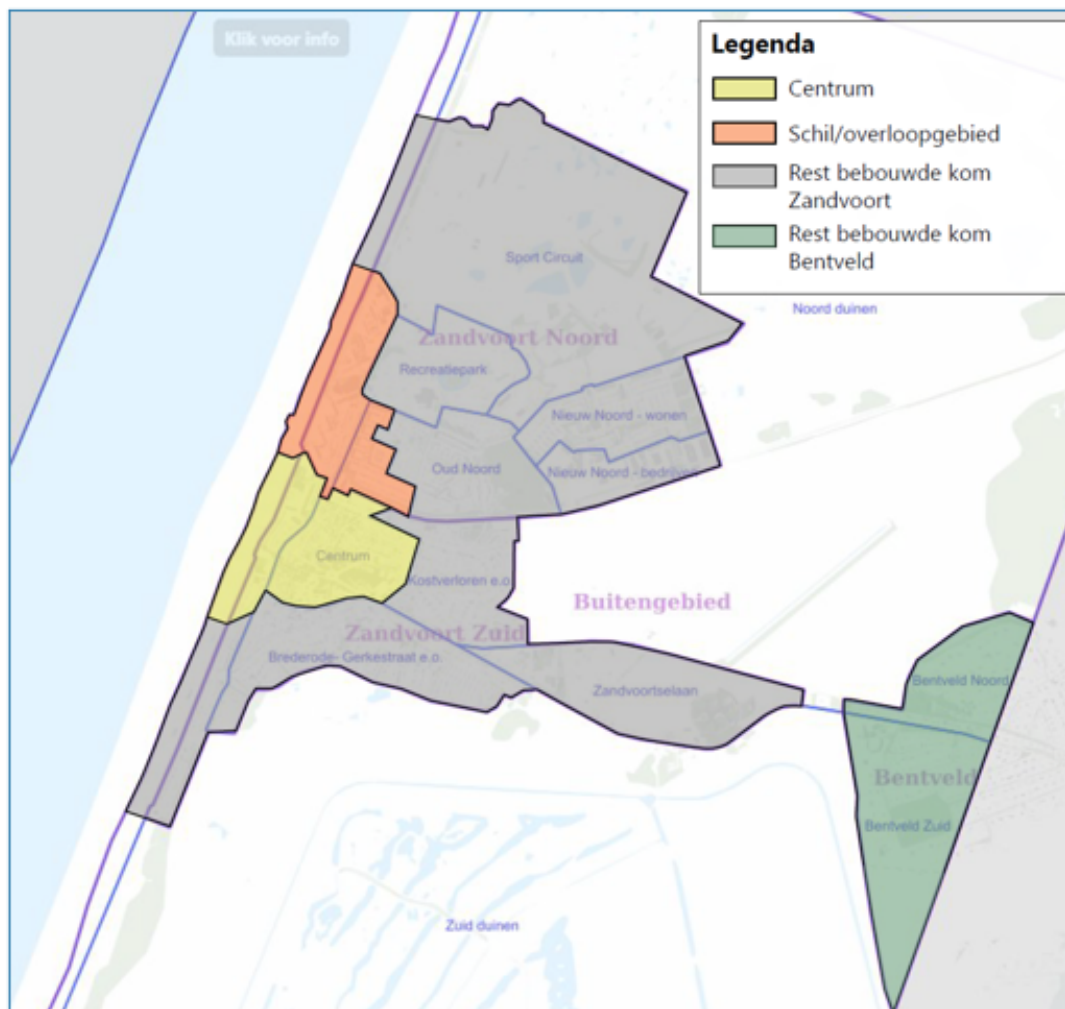 Klik voor info
Legenda
Centrum
Schil/overloopgebied
Rest bebouwde kom
Zandvoort
Rest bebouwde kom
Bentveld
Sport Circuit
Noord duinen
Zandvoort Noord
Recreatiepark
Nieuw Noord - wonen
Oud Noord
Nieuw Noord - bedrijven
Centrum
Kostverloren e.o
Buitengebied
Zandvoort Zuid
Brederode- Gerkestraat e.o.
Zandvoortselaan
Bentveld Noord
Bentveld
Bentveld Zuid
Zuid duinen